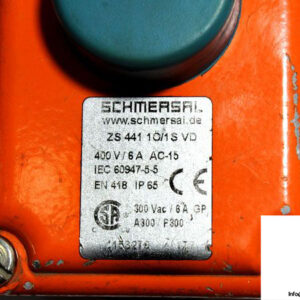 SCHMERSAL
www.schmersal.de
ZS 441 1Ö/1S VD
400 V / 6 A AC-15
IEC 60947-5-5
EN 418 IP 65 CE
300 Vac / 6 A GP
A300 / P300